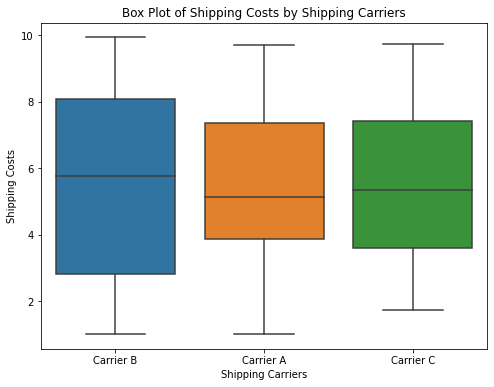 Box Plot of Shipping Costs by Shipping Carriers
10
8
6
4
2
Shipping Costs
Carrier B
Carrier A
Carrier C
Shipping Carriers